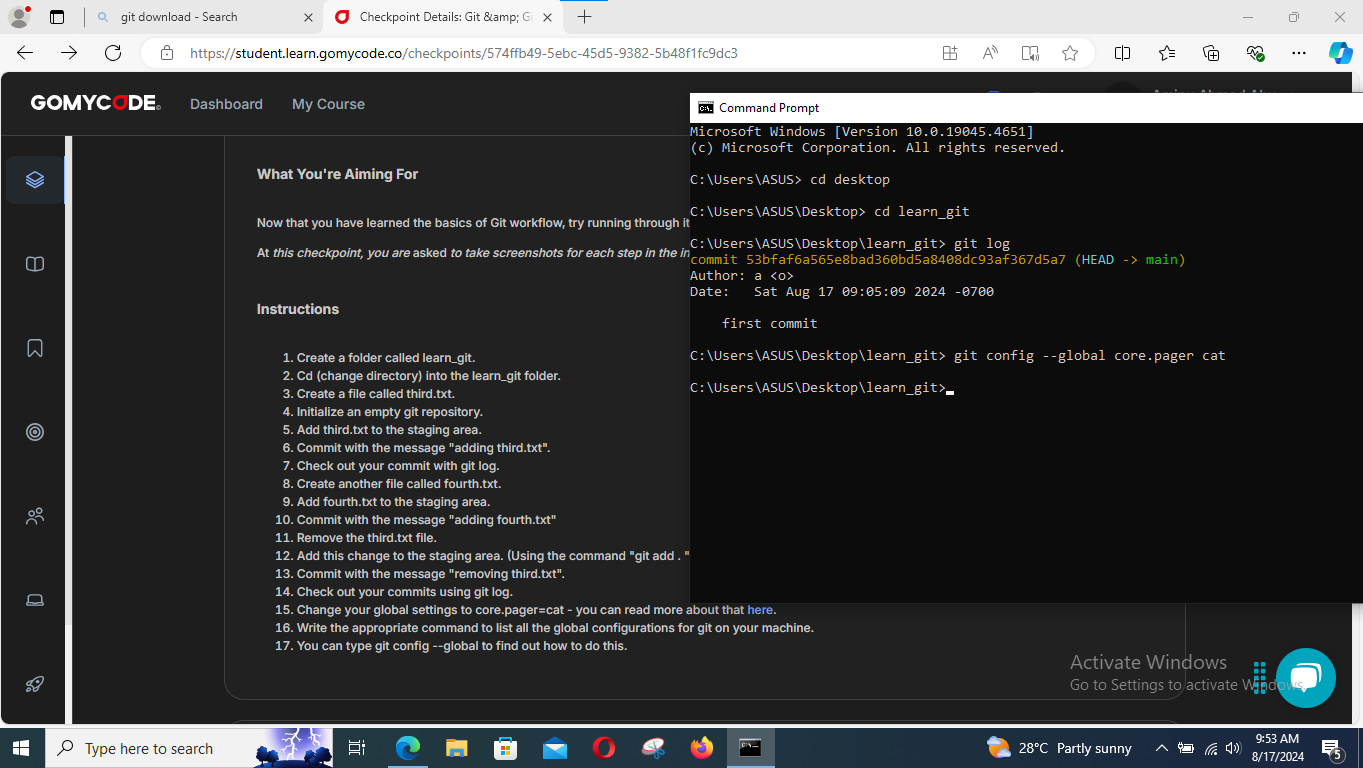 git download - Search
Checkpoint Details: Git &amp; G
https://student.learn.gomycode.co/checkpoints/574ffb49-5ebc-45d5-9382-5b48f1fc9dc3
GOMYCODE
Dashboard
My Course
What You're Aiming For
Now that you have learned the basics of Git workflow, try running through it
At this checkpoint, you are asked to take screenshots for each step in the in
Instructions
1. Create a folder called learn_git.
2. Cd (change directory) into the learn_git folder.
3. Create a file called third.txt.
4. Initialize an empty git repository.
5. Add third.txt to the staging area.
6. Commit with the message "adding third.txt".
7. Check out your commit with git log.
8. Create another file called fourth.txt.
9. Add fourth.txt to the staging area.
10. Commit with the message "adding fourth.txt"
11. Remove the third.txt file.
12. Add this change to the staging area. (Using the command "git add . "
13. Commit with the message "removing third.txt".
14. Check out your commits using git log.
15. Change your global settings to core.pager=cat - you can read more about that here.
16. Write the appropriate command to list all the global configurations for git on your machine.
17. You can type git config --global to find out how to do this.
Command Prompt
Microsoft Windows [Version 10.0.19045.4651]
(c) Microsoft Corporation. All rights reserved.
C:\Users\ASUS> cd desktop
C:\Users\ASUS\Desktop> cd learn_git
C:\Users\ASUS\Desktop\learn_git> git log
commit 53bfaf6a565e8bad360bd5a8408dc93af367d5a7 (HEAD -> main)
Author: a <o>
Date:   Sat Aug 17 09:05:09 2024 -0700
first commit
C:\Users\ASUS\Desktop\learn_git> git config --global core.pager cat
C:\Users\ASUS\Desktop\learn_git>
Activate Windows
Go to Settings to activate Windows.
Type here to search
28°C Partly sunny
9:53 AM
8/17/2024
5